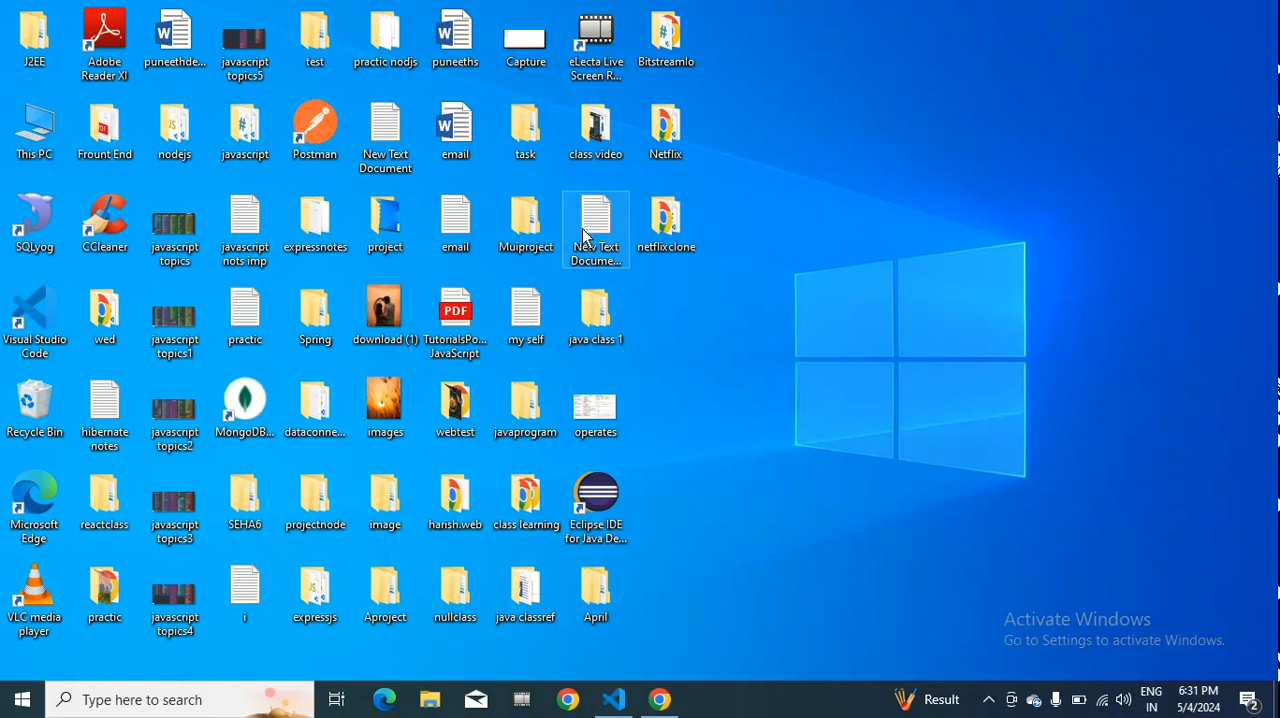 J2EE
Adobe
Reader XI
puneethde...
javascript
topics5
test
practic nodjs
puneeths
Capture
eLecta Live
Screen R...
Bitstreamio
This PC
Frount End
nodejs
javascript
Postman
New Text
Document
email
task
class video
Netflix
SQLyog
CCleaner
javascript
topics
javascript
nots imp
expressnotes
project
email
Muiproject
New Text
Docume...
netflixclone
Visual Studio
Code
wed
javascript
topics1
practic
Spring
download (1)
PDF
TutorialsPo...
JavaScript
my self
java class 1
Recycle Bin
hibernate
notes
javascript
topics2
MongoDB...
dataconne...
images
webtest
javaprogram
operates
Microsoft
Edge
reactclass
javascript
topics3
SEHA6
projectnode
image
harish.web
class learning
Eclipse IDE
for Java De...
VLC media
player
practic
javascript
topics4
i
expressjs
Aproject
nullclass
java classref
April
Activate Windows
Go to Settings to activate Windows.
Type here to search
Result
ENG
IN
6:31 PM
5/4/2024
2